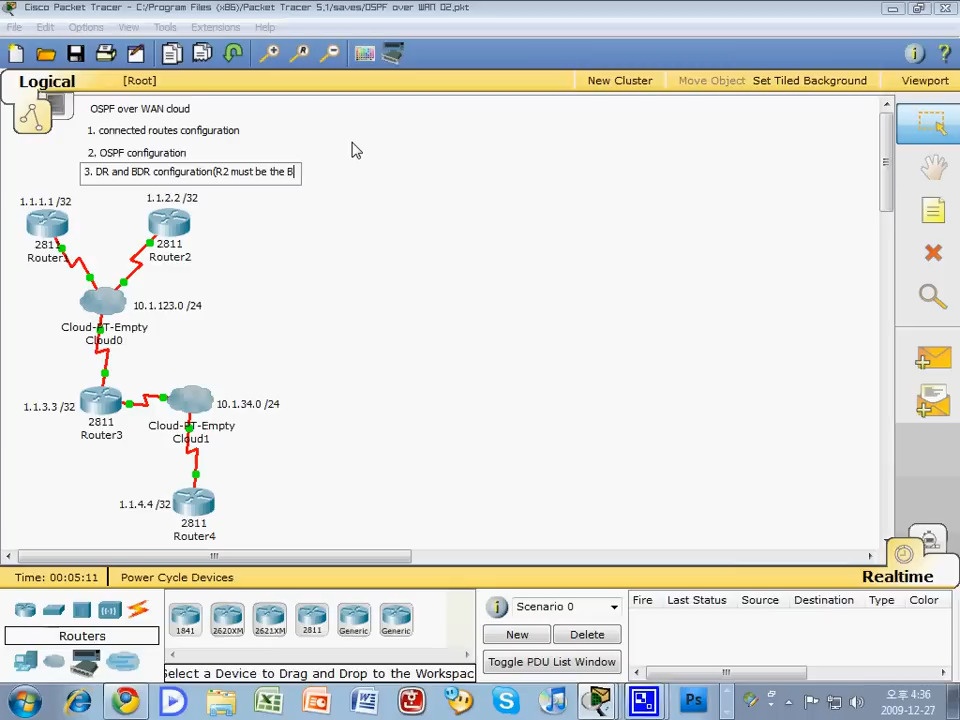 Cisco Packet Tracer - C:/Program Files (x86)/Packet Tracer 5,1/saves/OSPF over WAN 02.pkt
File Edit Options View Tools Extensions Help
Logical [Root] New Cluster Move Object Set Tiled Background Viewport
OSPF over WAN cloud
1. connected routes configuration
2. OSPF configuration
3. DR and BDR configuration(R2 must be the B
1.1.1.1 /32
1.1.2.2 /32
2811
Router1
2811
Router2
10.1.123.0 /24
Cloud-PT-Empty
Cloud0
1.1.3.3 /32
2811
Router3
10.1.34.0 /24
Cloud-PT-Empty
Cloud1
1.1.4.4 /32
2811
Router4
Realtime
Time: 00:05:11 Power Cycle Devices
Routers
1841 2620XM 2621XM 2811 Generic Generic
Select a Device to Drag and Drop to the Workspac
Scenario 0
New Delete
Toggle PDU List Window
Fire Last Status Source Destination Type Color
오후 4:36
2009-12-27